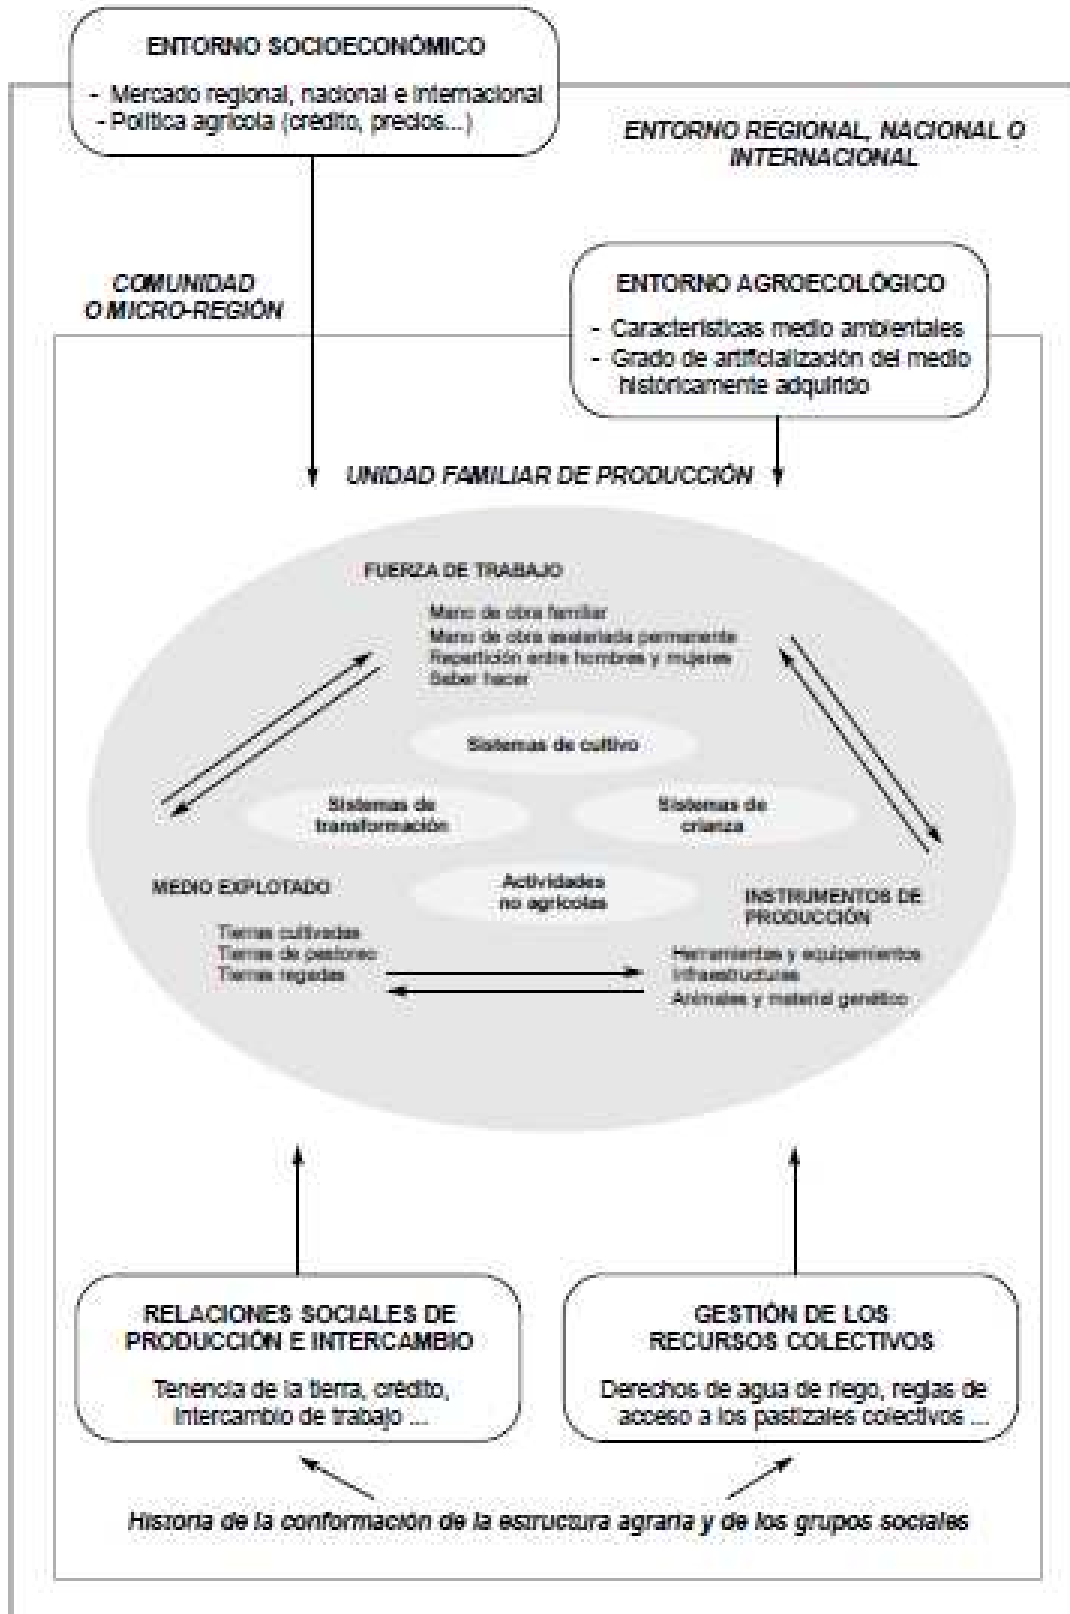 ENTORNO SOCIOECONÓMICO
- Mercado regional, nacional e internacional
- Política agrícola (crédito, precios...)
ENTORNO REGIONAL, NACIONAL O
INTERNACIONAL
COMUNIDAD
O MICRO-REGIÓN
ENTORNO AGROECOLÓGICO
- Características medio ambientales
- Grado de artificialización del medio
históricamente adquirido
UNIDAD FAMILIAR DE PRODUCCIÓN
FUERZA DE TRABAJO
Mano de obra familiar
Mano de obra asalariada permanente
Repartición entre hombres y mujeres
Saber hacer
Sistemas de cultivo
Sistemas de
transformación
Sistemas de
crianza
Actividades
no agrícolas
MEDIO EXPLOTADO
Tierras cultivadas
Tierras de pastoreo
Tierras regadas
INSTRUMENTOS DE
PRODUCCIÓN
Herramientas y equipamientos
Infraestructuras
Animales y material genético
RELACIONES SOCIALES DE
PRODUCCIÓN E INTERCAMBIO
Tenencia de la tierra, crédito,
intercambio de trabajo ...
GESTIÓN DE LOS
RECURSOS COLECTIVOS
Derechos de agua de riego, reglas de
acceso a los pastizales colectivos ...
Historia de la conformación de la estructura agraria y de los grupos sociales